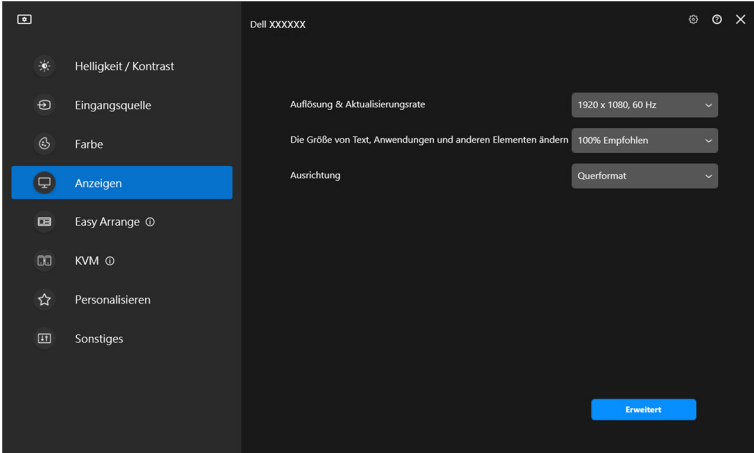 Dell XXXXXX
Helligkeit / Kontrast
Eingangsquelle
Farbe
Anzeigen
Easy Arrange
KVM
Personalisieren
Sonstiges
Auflösung & Aktualisierungsrate
1920 x 1080, 60 Hz
Die Größe von Text, Anwendungen und anderen Elementen ändern
100% Empfohlen
Ausrichtung
Querformat
Erweitert